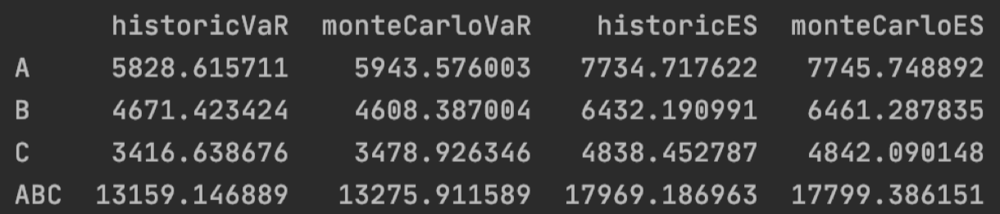 historicVaR monteCarloVaR historicES monteCarloES
A 5828.615711 5943.576003 7734.717622 7745.748892
B 4671.423424 4608.387004 6432.190991 6461.287835
C 3416.638676 3478.926346 4838.452787 4842.090148
ABC 13159.146889 13275.911589 17969.186963 17799.386151